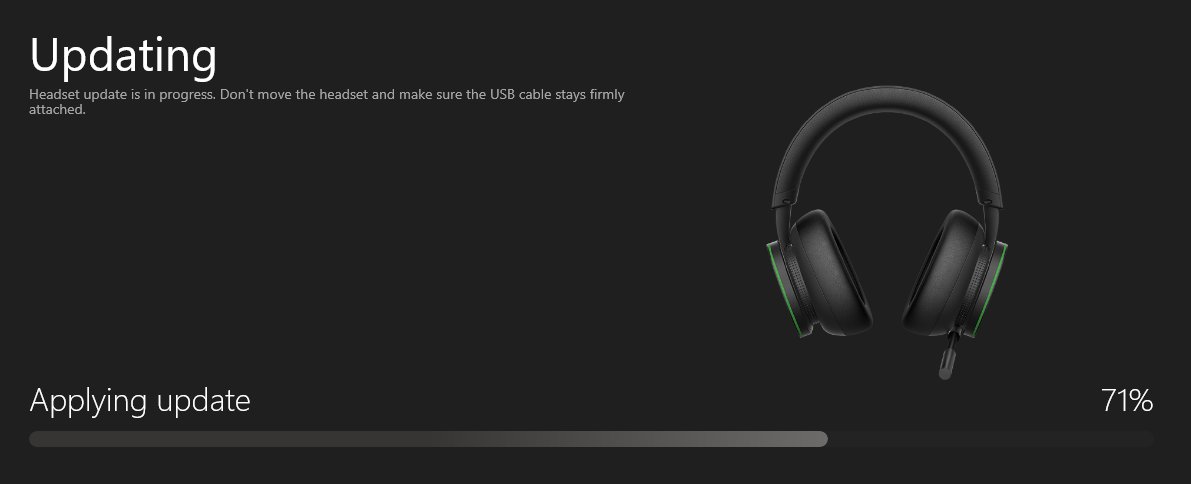 Updating
Headset update is in progress. Don't move the headset and make sure the USB cable stays firmly
attached.
Applying update
71%